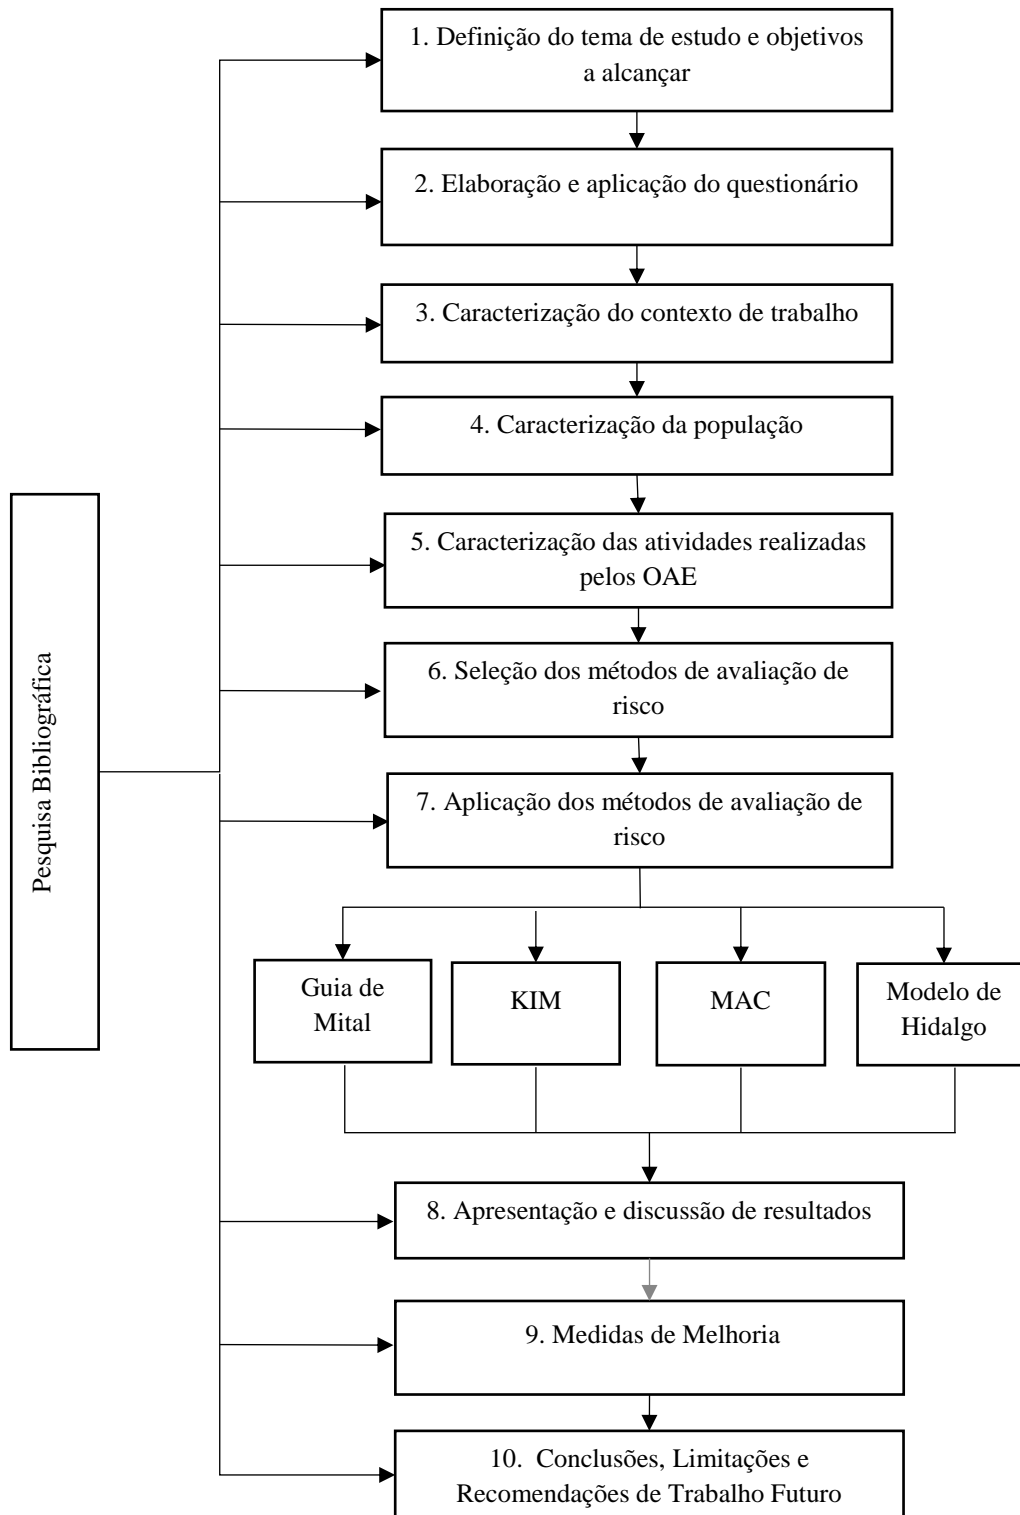 1. Definição do tema de estudo e objetivos
a alcançar
2. Elaboração e aplicação do questionário
3. Caracterização do contexto de trabalho
4. Caracterização da população
5. Caracterização das atividades realizadas
pelos OAE
6. Seleção dos métodos de avaliação de
risco
Pesquisa Bibliográfica
7. Aplicação dos métodos de avaliação de
risco
Guia de
Mital
KIM
MAC
Modelo de
Hidalgo
8. Apresentação e discussão de resultados
9. Medidas de Melhoria
10. Conclusões, Limitações e
Recomendações de Trabalho Futuro